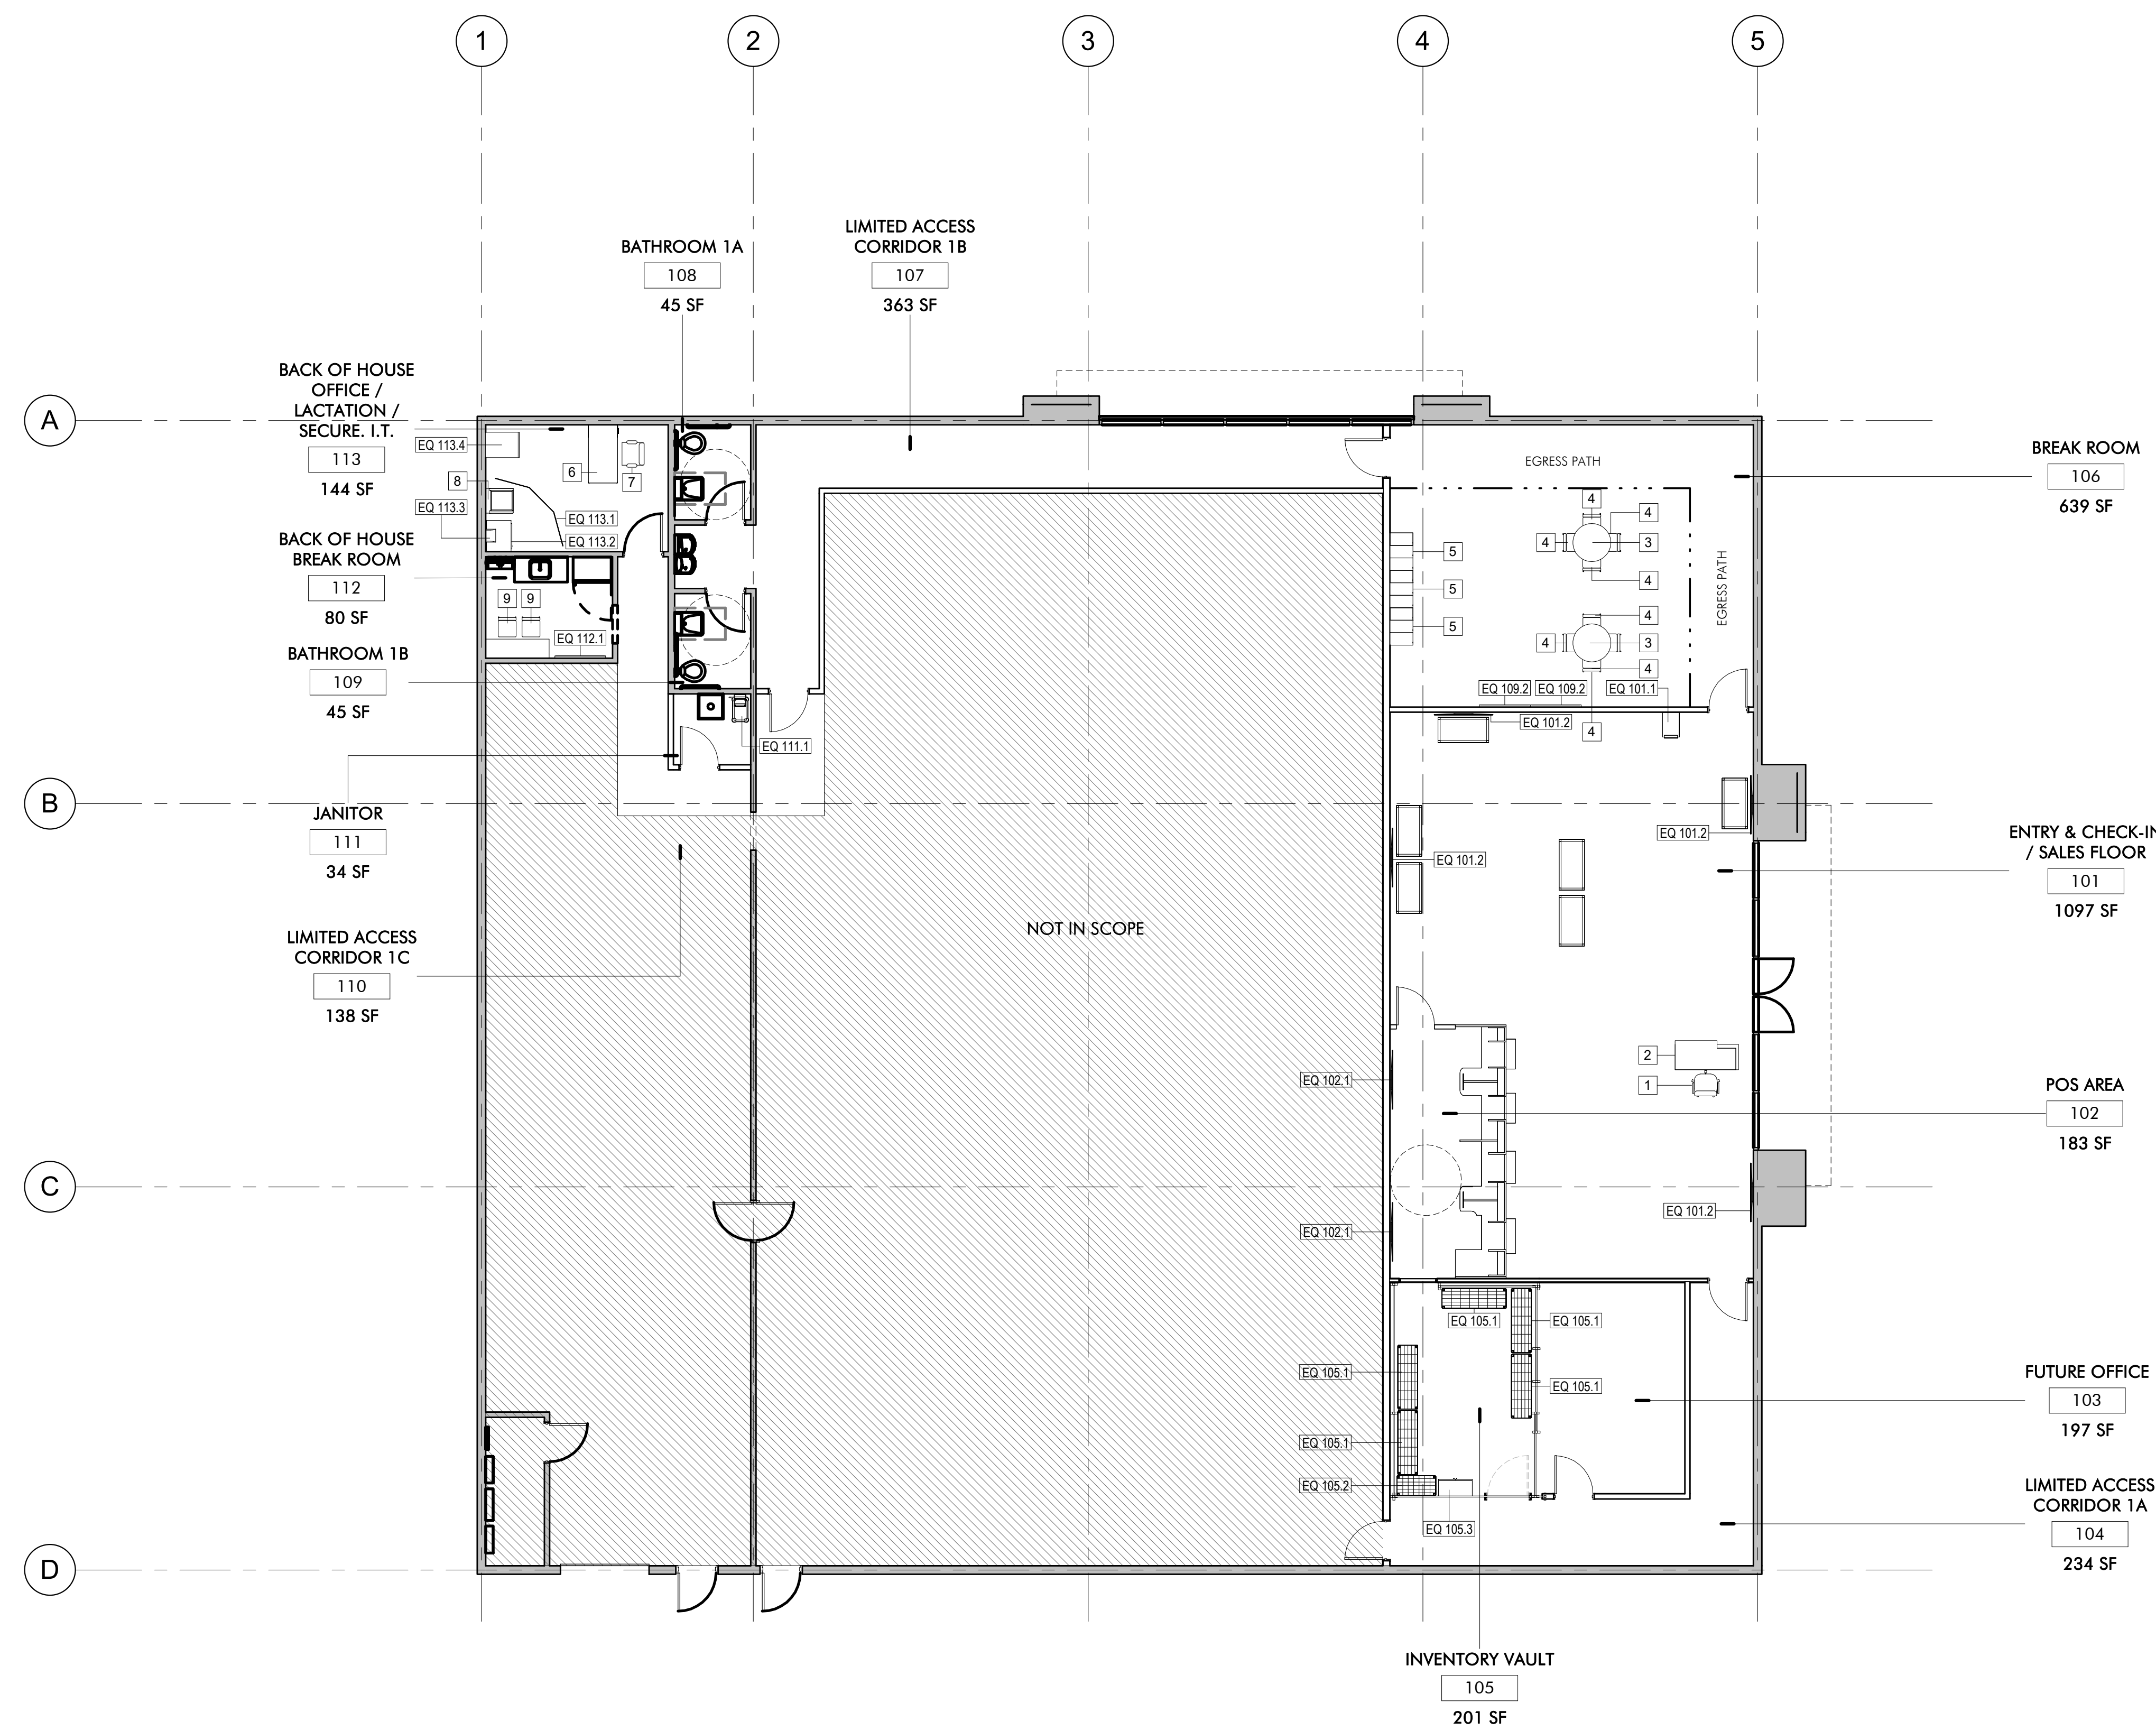 1
2
3
4
5
LIMITED ACCESS
CORRIDOR 1B
107
363 SF
BATHROOM 1A
108
45 SF
BACK OF HOUSE
OFFICE /
LACTATION /
SECURE. I.T.
113
144 SF
A
EQ 113.4
6
7
8
EQ 113.3
EQ 113.1
EQ 113.2
EGRESS PATH
BREAK ROOM
106
639 SF
4
4
4
3
4
5
5
5
EGRESS PATH
4
4
3
4
4
BACK OF HOUSE
BREAK ROOM
112
80 SF
9
9
EQ 112.1
BATHROOM 1B
109
45 SF
EQ 109.2
EQ 109.2
EQ 101.1
EQ 101.2
EQ 111.1
B
JANITOR
111
34 SF
EQ 101.2
EQ 101.2
ENTRY & CHECK-IN
/ SALES FLOOR
101
1097 SF
NOT IN SCOPE
LIMITED ACCESS
CORRIDOR 1C
110
138 SF
2
1
EQ 102.1
POS AREA
102
183 SF
C
EQ 101.2
EQ 102.1
EQ 105.1
EQ 105.1
EQ 105.1
EQ 105.1
EQ 105.1
EQ 105.2
EQ 105.3
FUTURE OFFICE
103
197 SF
LIMITED ACCESS
CORRIDOR 1A
104
234 SF
D
INVENTORY VAULT
105
201 SF